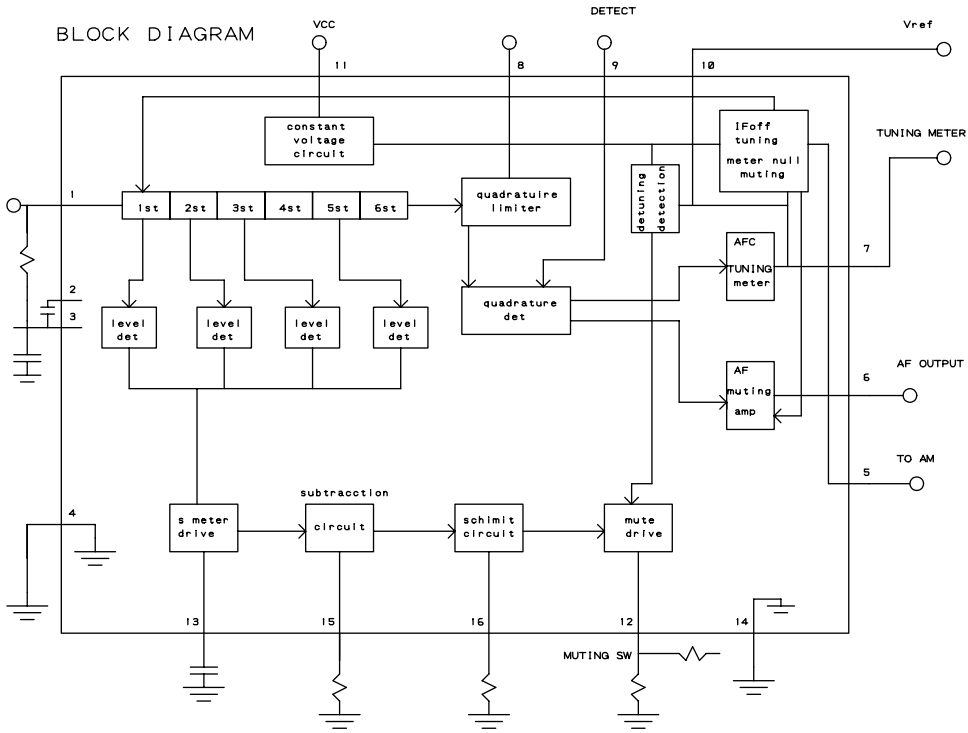 BLOCK DIAGRAM
VCC
DETECT
Vref
11
8
9
10
constant
voltage
circuit
IFoff
tuning
meter null
muting
TUNING METER
1
1st 2st 3st 4st 5st 6st
quadratuire
limiter
detuning
detection
AFC
TUNING
meter
7
2
3
level
det
level
det
level
det
level
det
quadrature
det
AF
muting
amp
6
AF OUTPUT
TO AM
5
4
subtracction
s meter
drive
circuit
schimit
circuit
mute
drive
13
15
16
12
14
MUTING SW